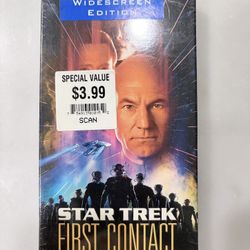 WIDESCREEN
EDITION
SPECIAL VALUE
$3.99
SCAN
STAR TREK
FIRST CONTACT